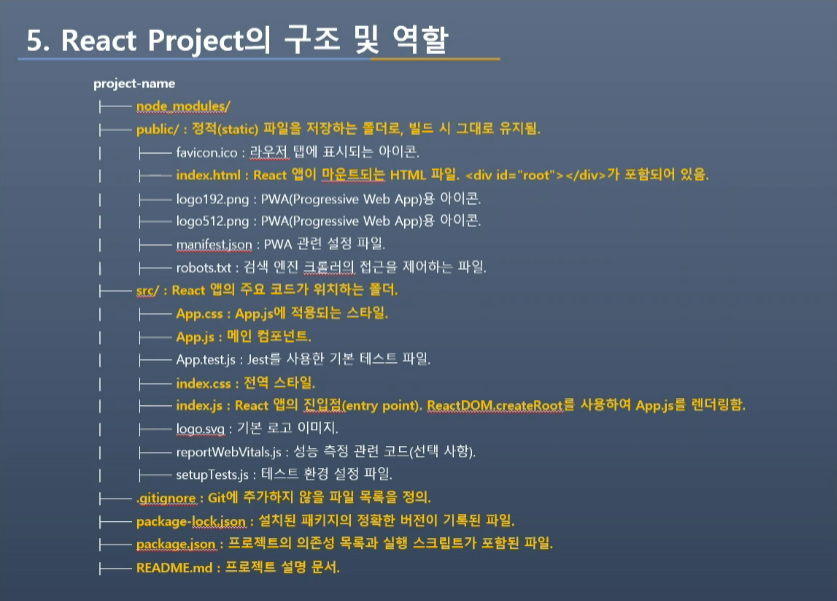 5. React Project의 구조 및 역할
project-name
├── node_modules/
├── public/ : 정적(static) 파일을 저장하는 폴더로, 빌드 시 그대로 유지됨.
│ ├── favicon.ico : 라우저 탭에 표시되는 아이콘.
│ ├── index.html : React 앱이 마운트되는 HTML 파일. <div id="root"></div>가 포함되어 있음.
│ ├── logo192.png : PWA(Progressive Web App)용 아이콘.
│ ├── logo512.png : PWA(Progressive Web App)용 아이콘.
│ ├── manifest.json : PWA 관련 설정 파일.
│ ├── robots.txt : 검색 엔진 크롤러의 접근을 제어하는 파일.
├── src/ : React 앱의 주요 코드가 위치하는 폴더.
│ ├── App.css : App.js에 적용되는 스타일.
│ ├── App.js : 메인 컴포넌트.
│ ├── App.test.js : Jest를 사용한 기본 테스트 파일.
│ ├── index.css : 전역 스타일.
│ ├── index.js : React 앱의 진입점(entry point). ReactDOM.createRoot를 사용하여 App.js를 렌더링함.
│ ├── logo.svg : 기본 로고 이미지.
│ ├── reportWebVitals.js : 성능 측정 관련 코드(선택 사항).
│ ├── setupTests.js : 테스트 환경 설정 파일.
├── .gitignore : Git에 추가하지 않을 파일 목록을 정의.
├── package-lock.json : 설치된 패키지의 정확한 버전이 기록된 파일.
├── package.json : 프로젝트의 의존성 목록과 실행 스크립트가 포함된 파일.
├── README.md : 프로젝트 설명 문서.